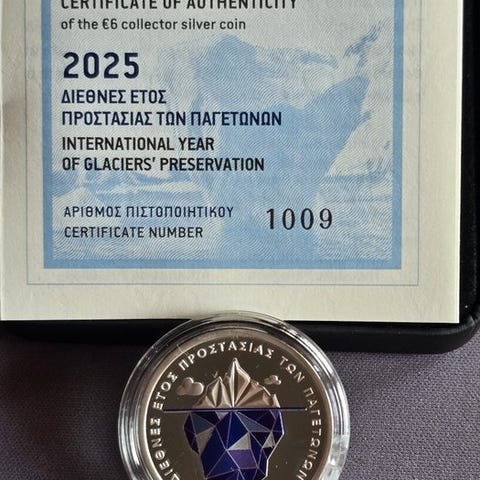 CERTIFICATE OF AUTHENTICITY
of the €6 collector silver coin
2025
ΔΙΕΘΝΕΣ ΕΤΟΣ
ΠΡΟΣΤΑΣΙΑΣ ΤΩΝ ΠΑΓΕΤΩΝΩΝ
INTERNATIONAL YEAR
OF GLACIERS' PRESERVATION
ΑΡΙΘΜΟΣ ΠΙΣΤΟΠΟΙΗΤΙΚΟΥ 1009
CERTIFICATE NUMBER
ΔΙΕΘΝΕΣ ΕΤΟΣ ΠΡΟΣΤΑΣΙΑΣ ΤΩΝ ΠΑΓΕΤΩΝΩΝ